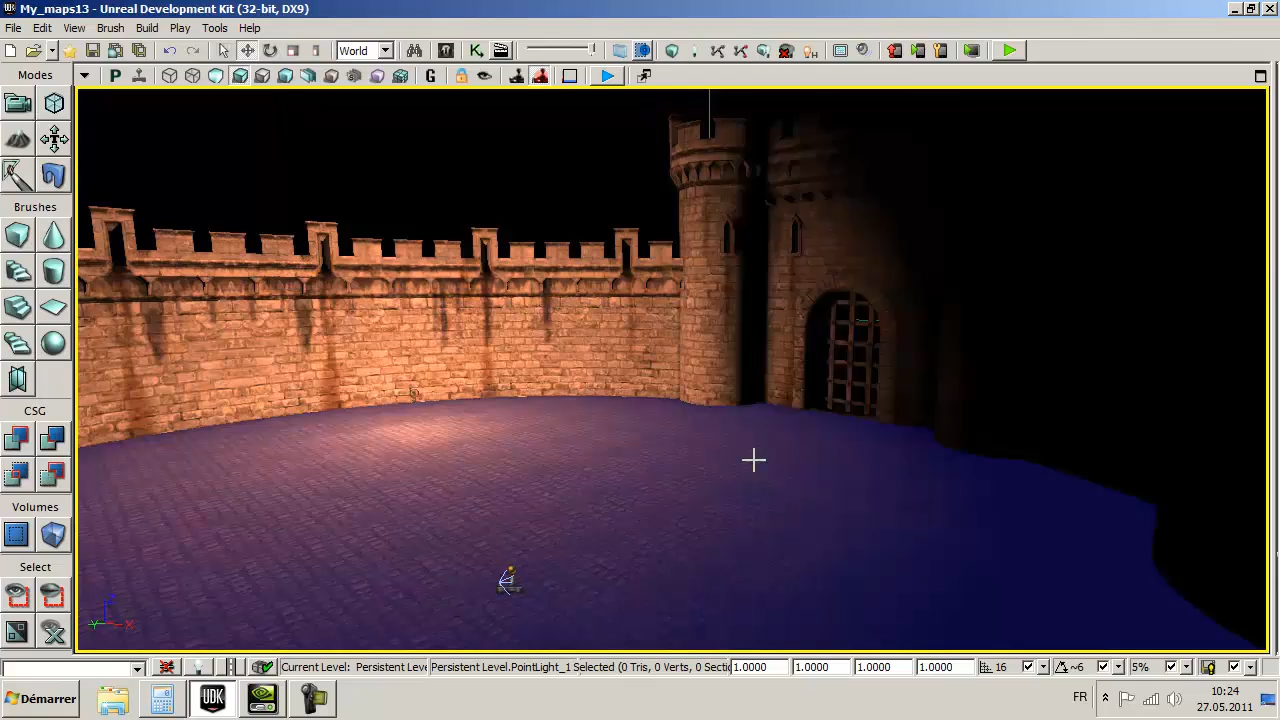 My_maps13 - Unreal Development Kit (32-bit, DX9)
File Edit View Brush Build Play Tools Help
World
Modes
P G
Brushes
CSG
Volumes
Select
Current Level: Persistent Leve Persistent Level.PointLight_1 Selected (0 Tris, 0 Verts, 0 Secti 1.0000 1.0000 1.0000 1.0000 16 ~6 5%
Démarrer
UDK
FR
10:24
27.05.2011